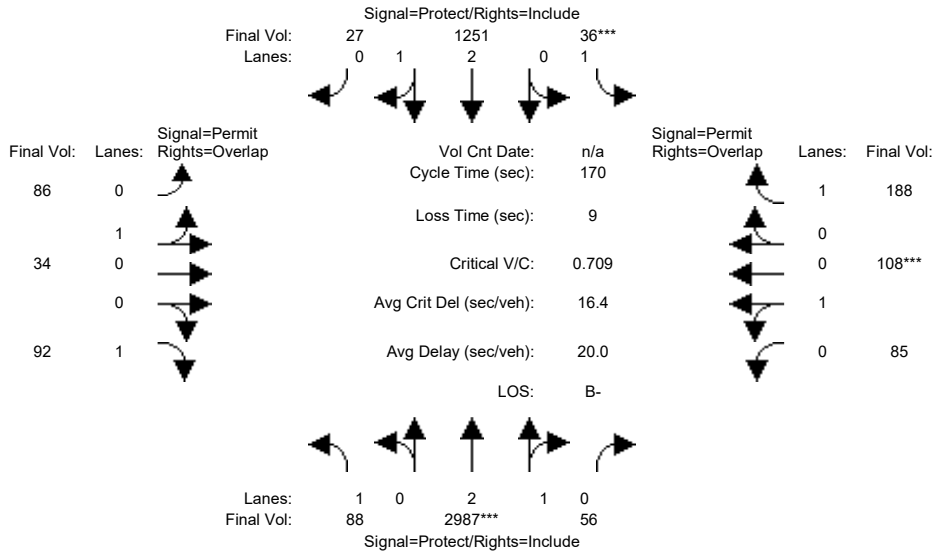 Signal=Protect/Rights=Include
Final Vol: 27 1251 36***
Lanes: 0 1 2 0 1
Signal=Permit
Final Vol: Lanes: Rights=Overlap
Vol Cnt Date: n/a
Signal=Permit
Rights=Overlap Lanes: Final Vol:
Cycle Time (sec): 170
86 0
1 188
Loss Time (sec): 9
1
0
34 0
Critical V/C: 0.709
0 108***
0
Avg Crit Del (sec/veh): 16.4
1
92 1
Avg Delay (sec/veh): 20.0
0 85
LOS: B-
Lanes: 1 0 2 1 0
Final Vol: 88 2987*** 56
Signal=Protect/Rights=Include